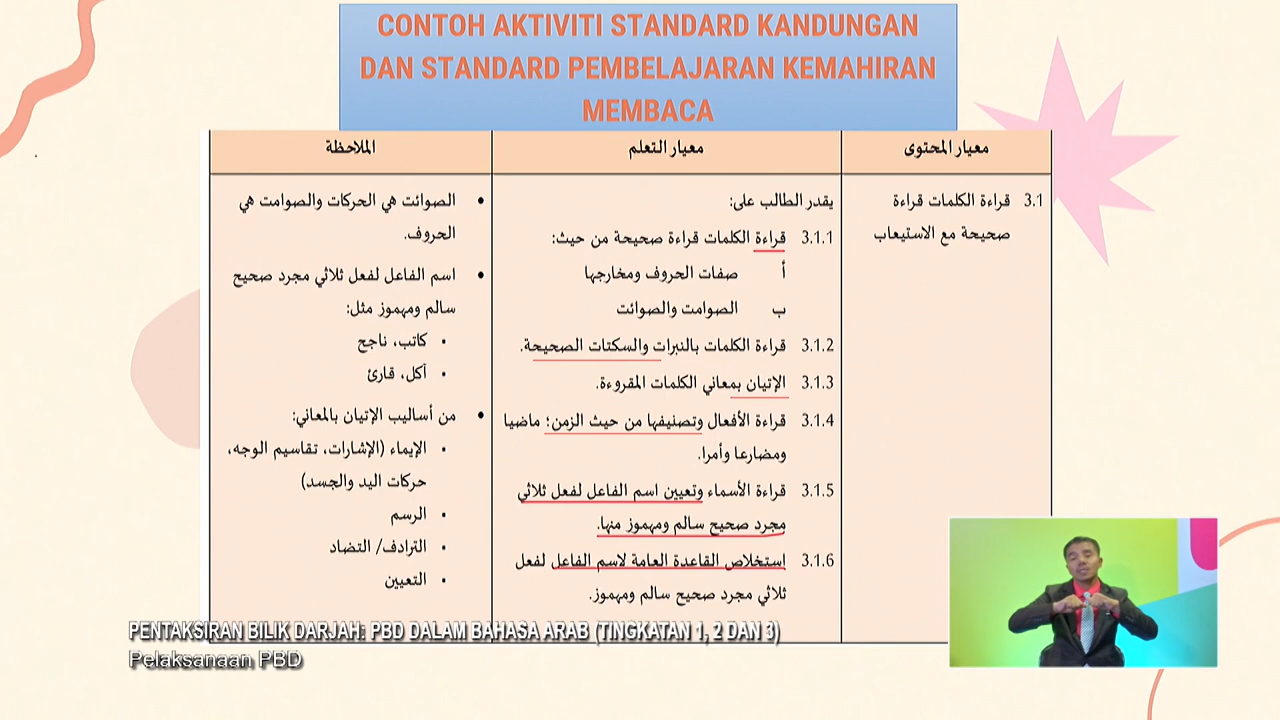 CONTOH AKTIVITI STANDARD KANDUNGAN
DAN STANDARD PEMBELAJARAN KEMAHIRAN
MEMBACA
معيار المحتوى
معيار التعلم
الملاحظة
3.1 قراءة الكلمات قراءة
صحيحة مع الاستيعاب
يقدر الطالب على:
3.1.1 قراءة الكلمات قراءة صحيحة من حيث:
أ صفات الحروف ومخارجها
ب الصوامت والصوائت
3.1.2 قراءة الكلمات بالنبرات والسكتات الصحيحة.
3.1.3 الإتيان بمعاني الكلمات المقروءة.
3.1.4 قراءة الأفعال وتصنيفها من حيث الزمن؛ ماضيا
ومضارعا وأمرا.
3.1.5 قراءة الأسماء وتعيين اسم الفاعل لفعل ثلاثي
مجرد صحيح سالم ومهموز منها.
3.1.6 استخلاص القاعدة العامة لاسم الفاعل لفعل
ثلاثي مجرد صحيح سالم ومهموز.
• الصوائت هي الحركات والصوامت هي
الحروف.
• اسم الفاعل لفعل ثلاثي مجرد صحيح
سالم ومهموز مثل:
• كاتب، ناجح
• آكل، قارئ
• من أساليب الإتيان بالمعاني:
• الإيماء (الإشارات، تقاسيم الوجه،
حركات اليد والجسد)
• الرسم
• الترادف/ التضاد
• التعيين
PENTAKSIRAN BILIK DARJAH: PBD DALAM BAHASA ARAB (TINGKATAN 1, 2 DAN 3)
Pelaksanaan PBD